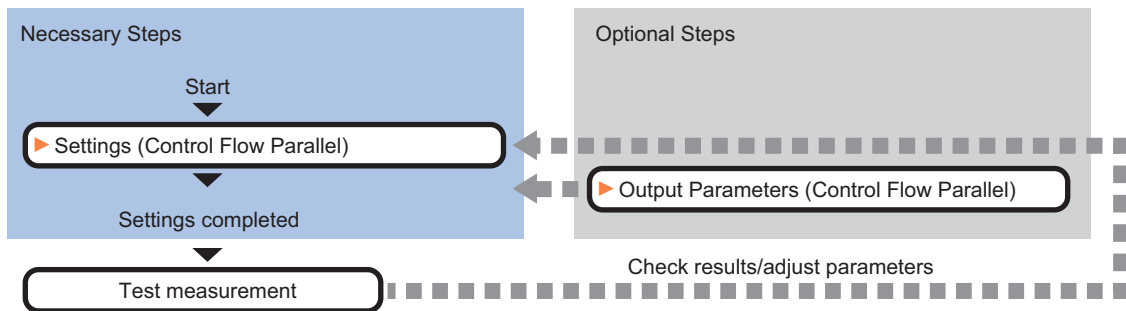 Necessary Steps
Optional Steps
Start
Settings (Control Flow Parallel)
Output Parameters (Control Flow Parallel)
Settings completed
Check results/adjust parameters
Test measurement